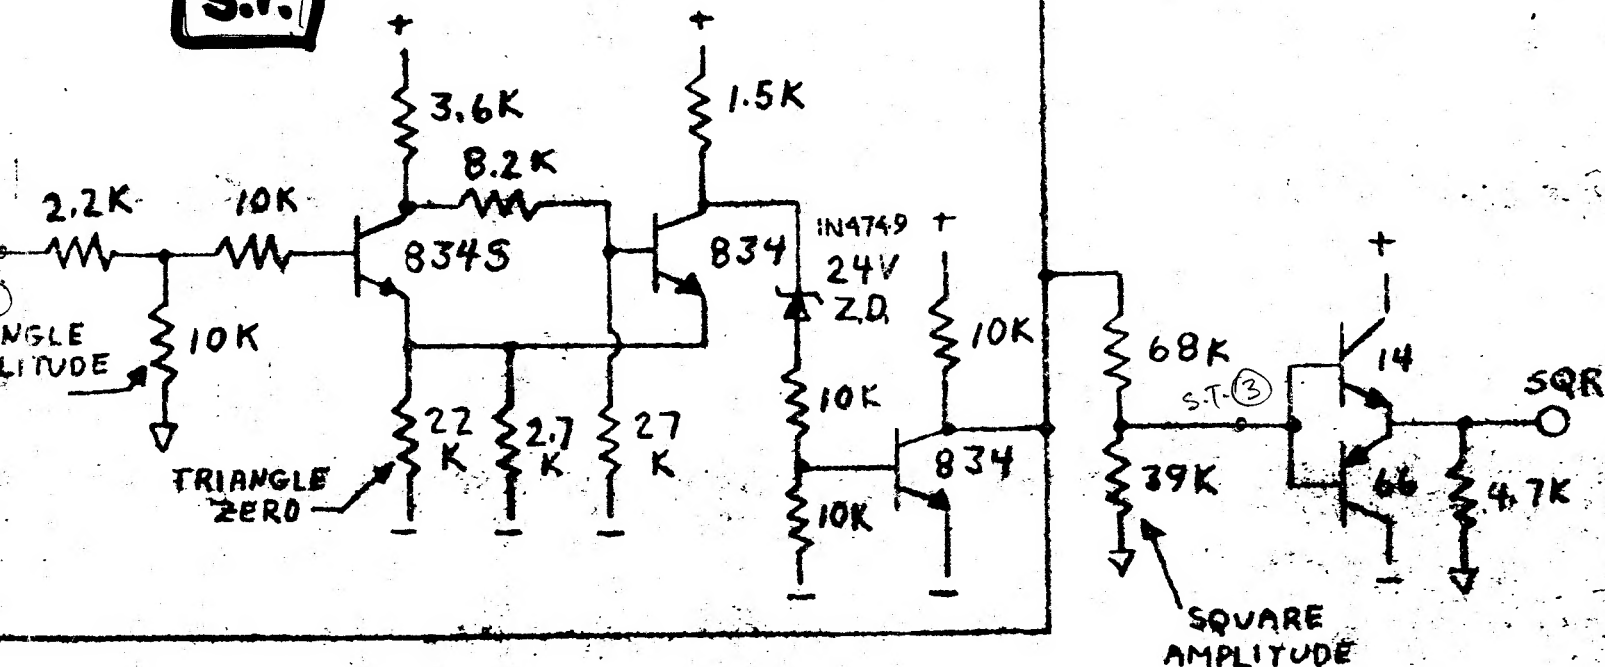 S.T.
+
+
3.6K
1.5K
8.2K
2.2K
10K
834S
834
1N4749
24V
Z.D.
+
10K
+
10K
NGLE
LITUDE
68K
S.T. 3
14
SQR
10K
22
K
2.7
K
27
K
834
39K
66
4.7K
TRIANGLE
ZERO
10K
SQUARE
AMPLITUDE